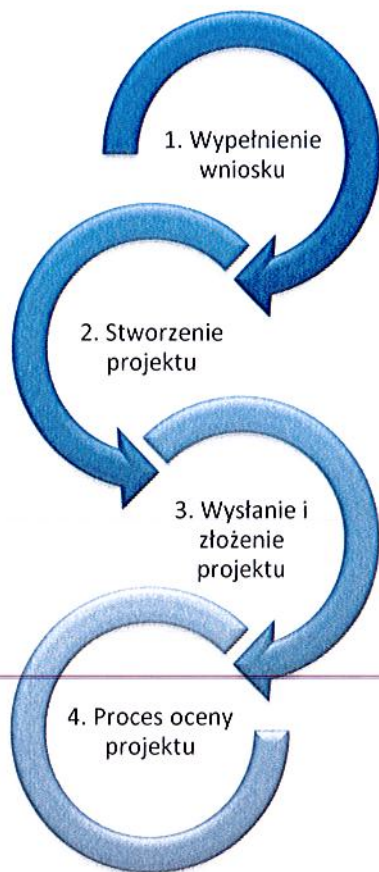 1. Wypełnienie
wniosku
2. Stworzenie
projektu
3. Wysłanie i
złożenie
projektu
4. Proces oceny
projektu